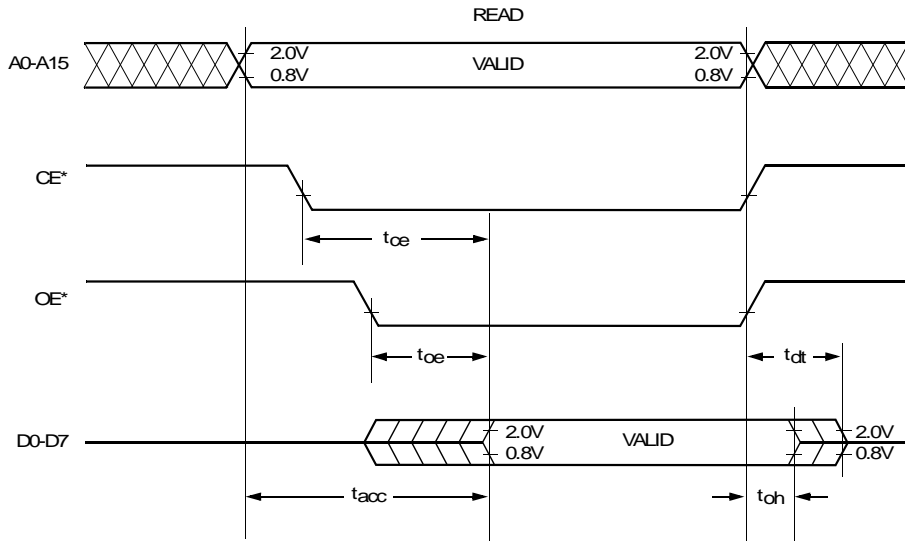 READ
A0-A15
2.0V
0.8V
VALID
2.0V
0.8V
CE*
tce
OE*
toe
tdt
D0-D7
2.0V
0.8V
VALID
2.0V
0.8V
tacc
toh